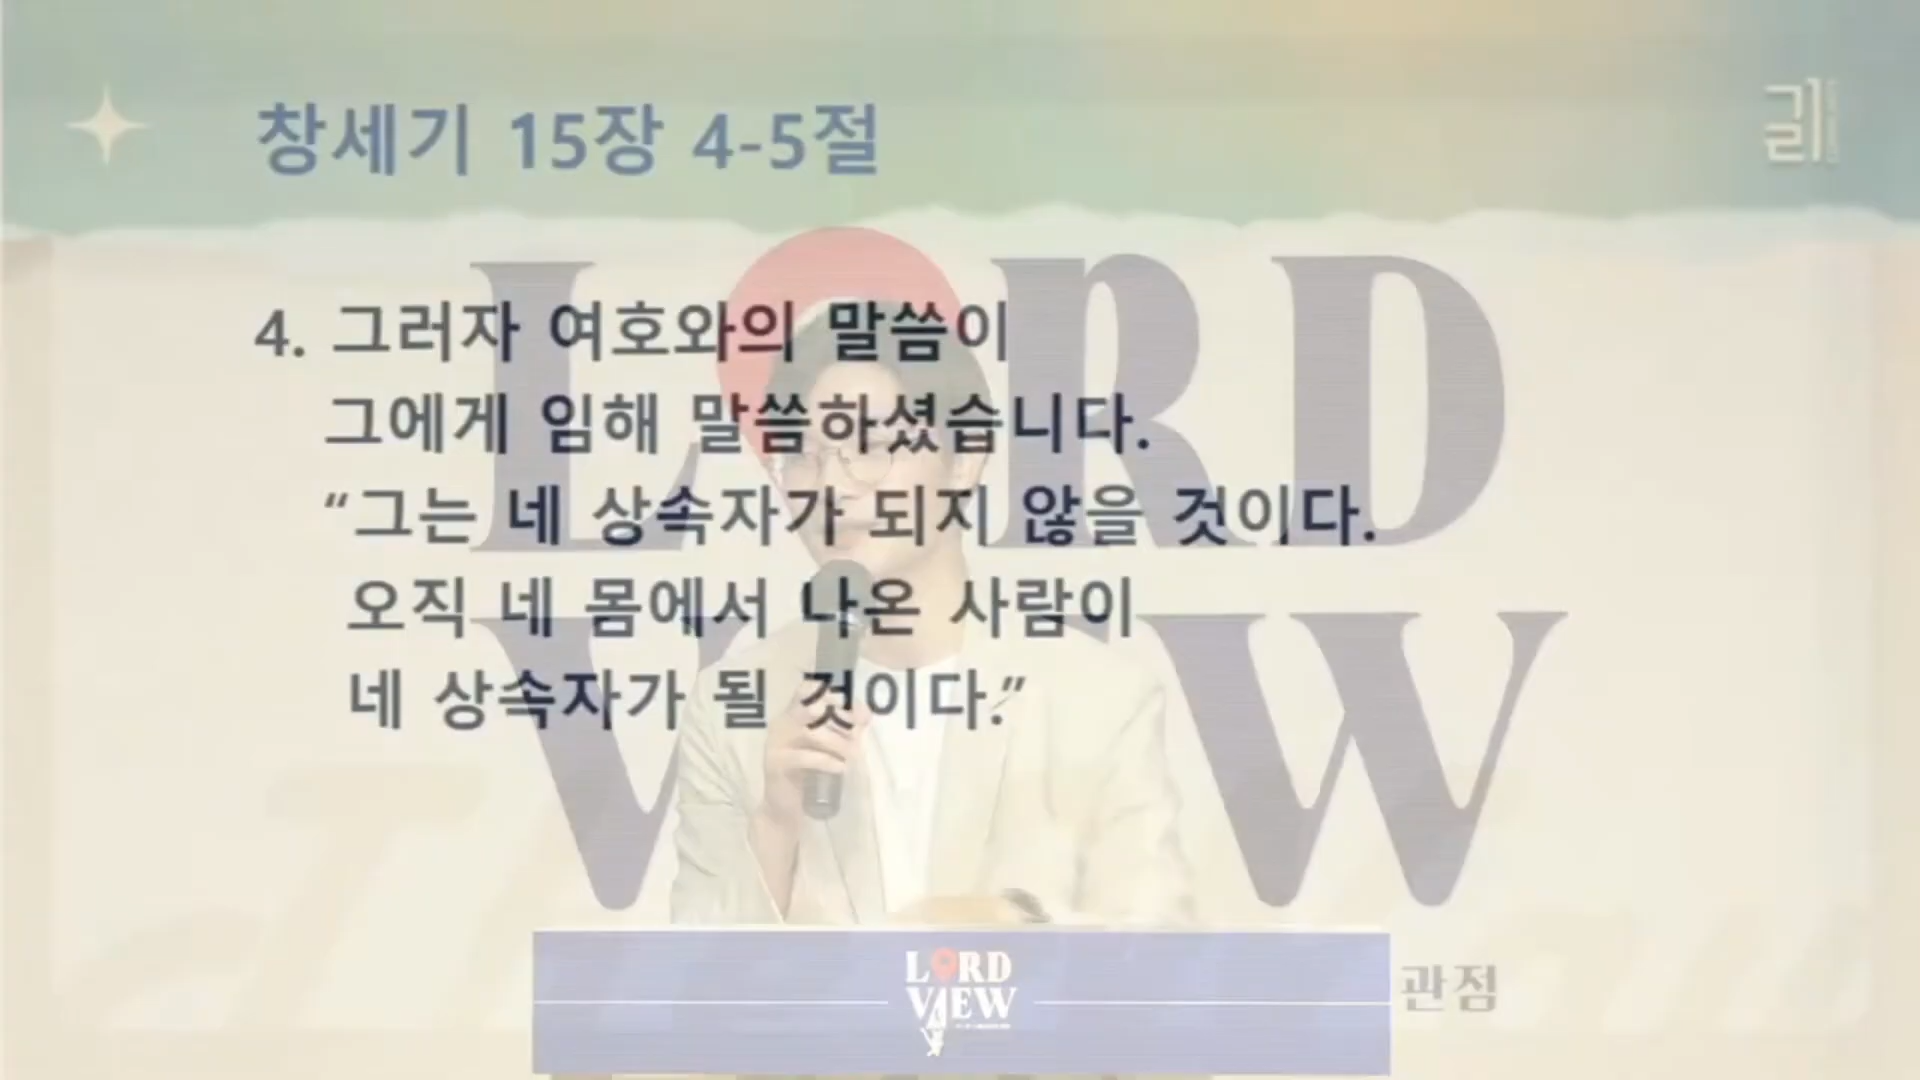 창세기 15장 4-5절
4. 그러자 여호와의 말씀이
그에게 임해 말씀하셨습니다.
“그는 네 상속자가 되지 않을 것이다.
오직 네 몸에서 나온 사람이
네 상속자가 될 것이다.”
LORD
V W
LORD
VIEW
관점